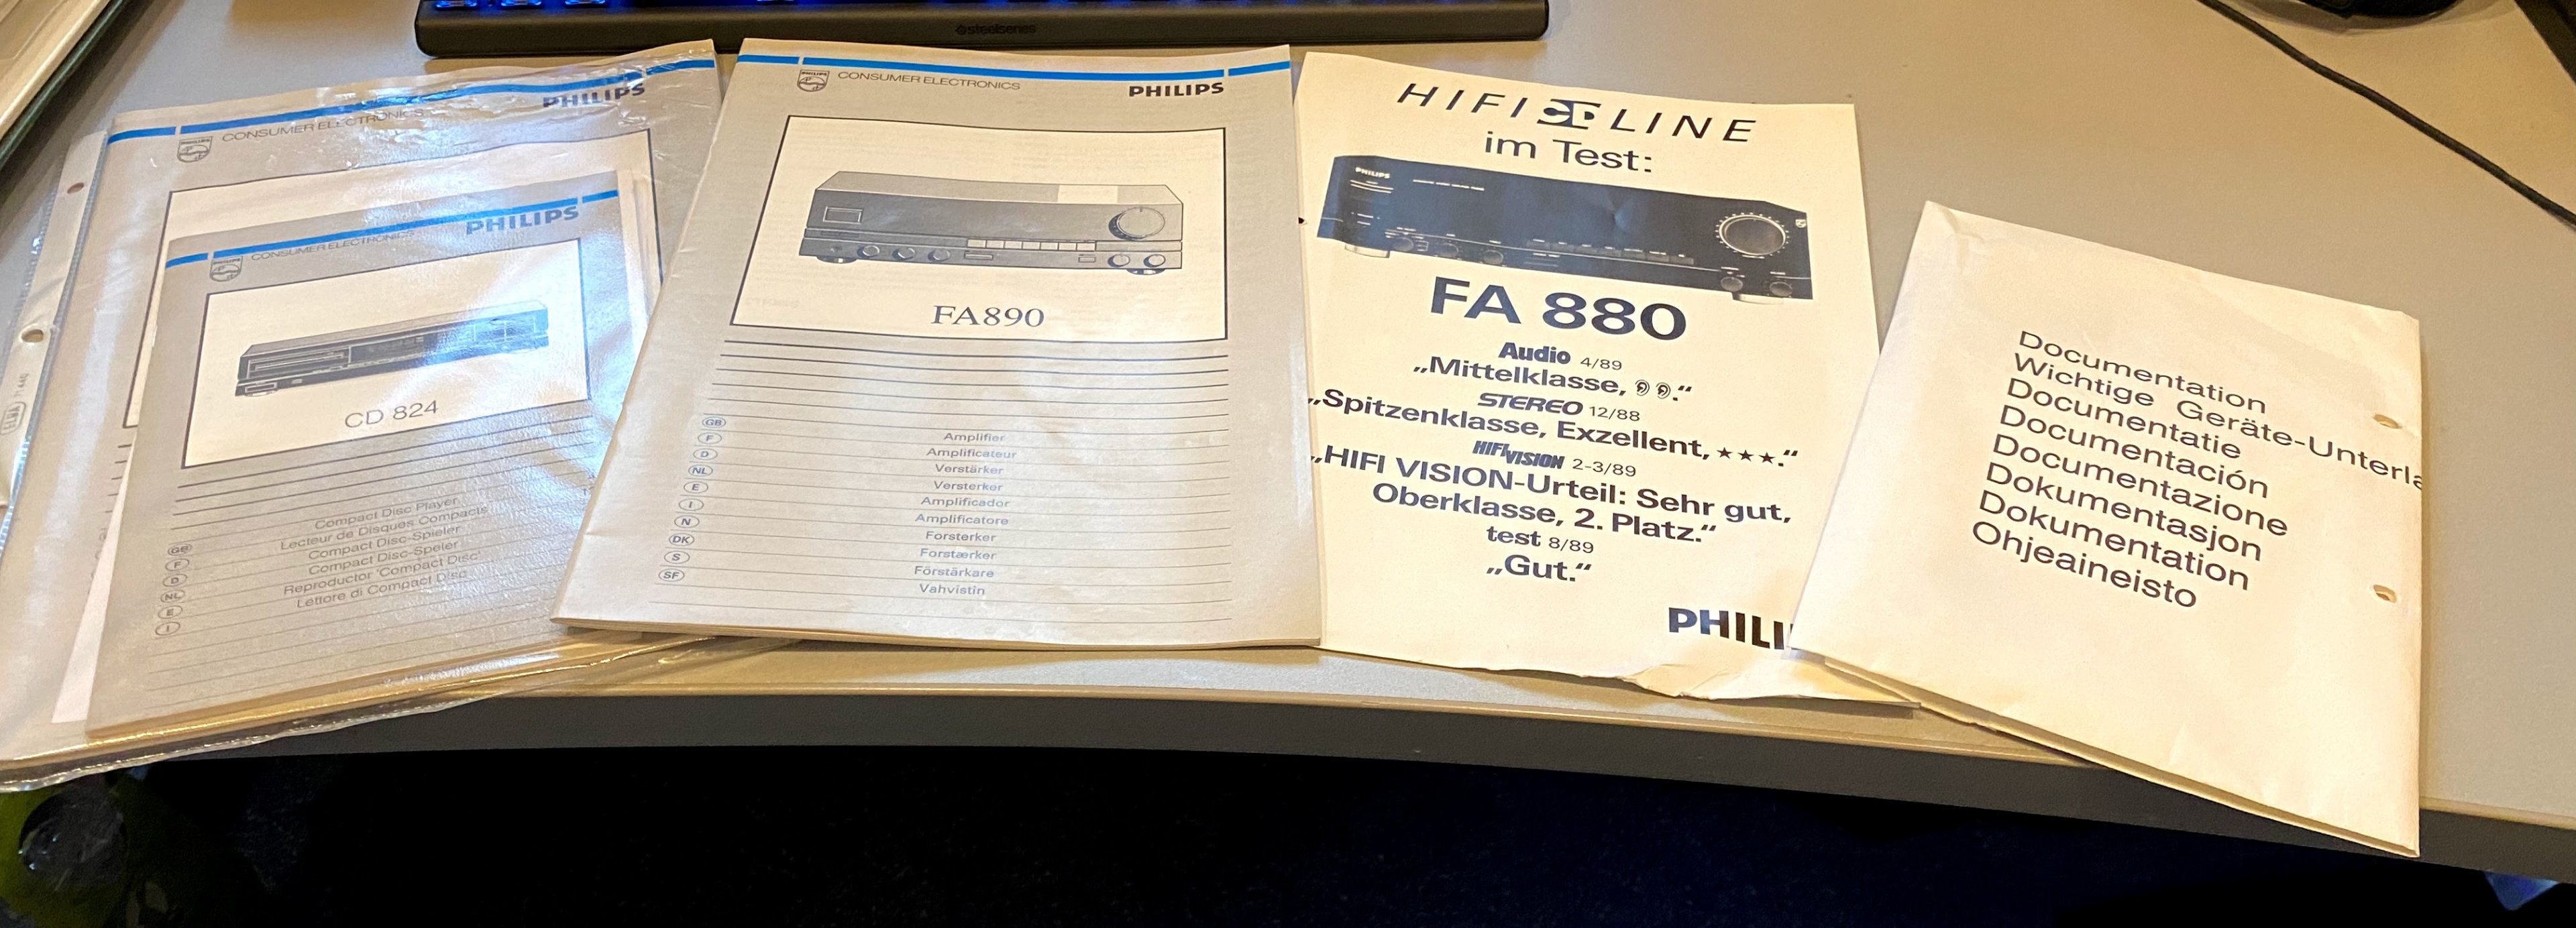 steelseries
CONSUMER ELECTRONICS
PHILIPS
CONSUMER ELECTRONICS
PHILIPS
CD 824
GB Compact Disc Player
F Lecteur de Disques Compacts
D Compact Disc-Spieler
NL Compact Disc-Speler
E Reproductor 'Compact Disc'
I Lettore di Compact Disc
PHILIPS
CONSUMER ELECTRONICS
PHILIPS
FA890
GB Amplifier
F Amplificateur
D Verstärker
NL Versterker
E Amplificador
I Amplificatore
N Forsterker
DK Forstærker
S Förstärkare
SF Vahvistin
HIFI CD LINE
im Test:
PHILIPS
FA 880
Audio 4/89
„Mittelklasse, .“
STEREO 12/88
„Spitzenklasse, Exzellent, ★★★.“
HIFI VISION 2-3/89
„HIFI VISION-Urteil: Sehr gut,
Oberklasse, 2. Platz.“
test 8/89
„Gut.“
PHILI
Documentation
Wichtige Geräte-Unterla
Documentatie
Documentación
Documentazione
Dokumentasjon
Dokumentation
Ohjeaineisto